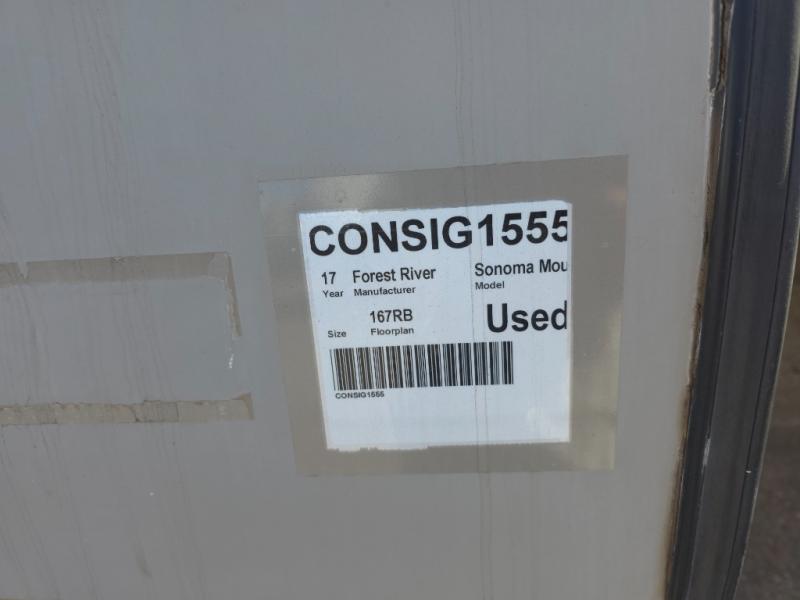 CONSIG1555
17 Forest River Sonoma Mou
Year Manufacturer Model
167RB Used
Size Floorplan
CONSIG1555